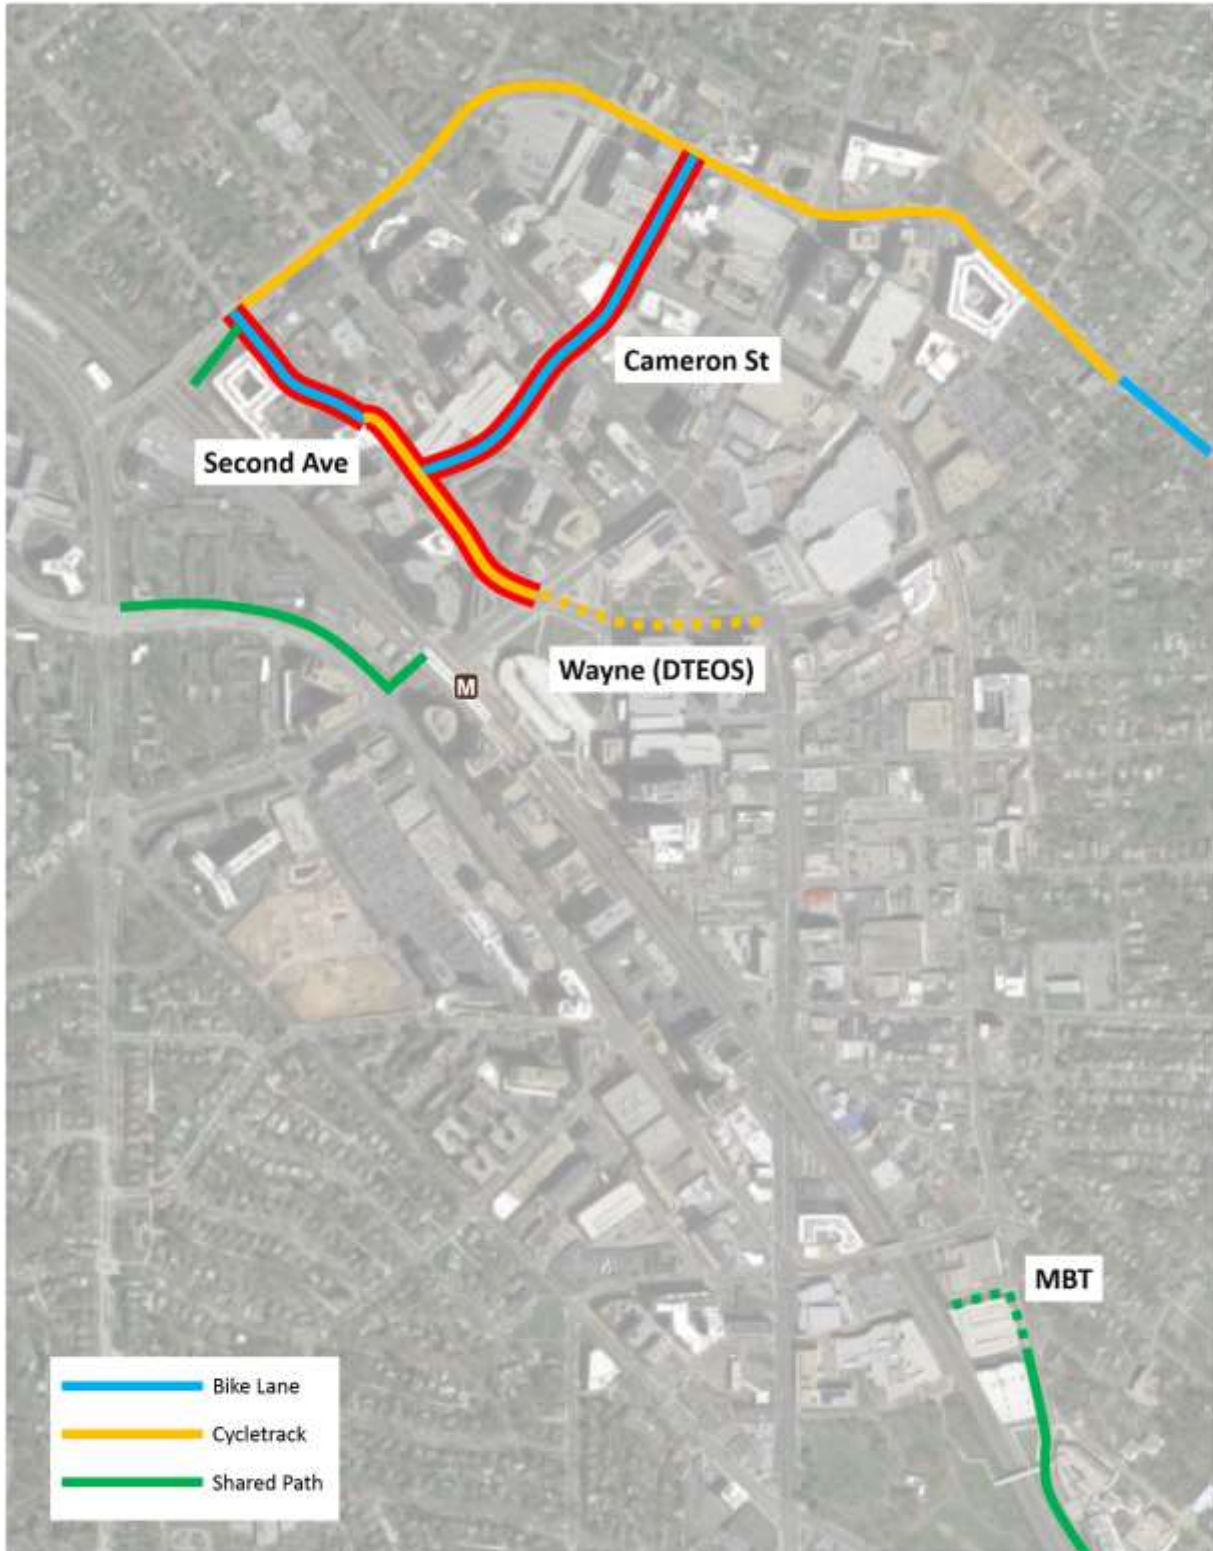 Cameron St
Second Ave
Wayne (DTEOS)
M
MBT
Bike Lane
Cycletrack
Shared Path